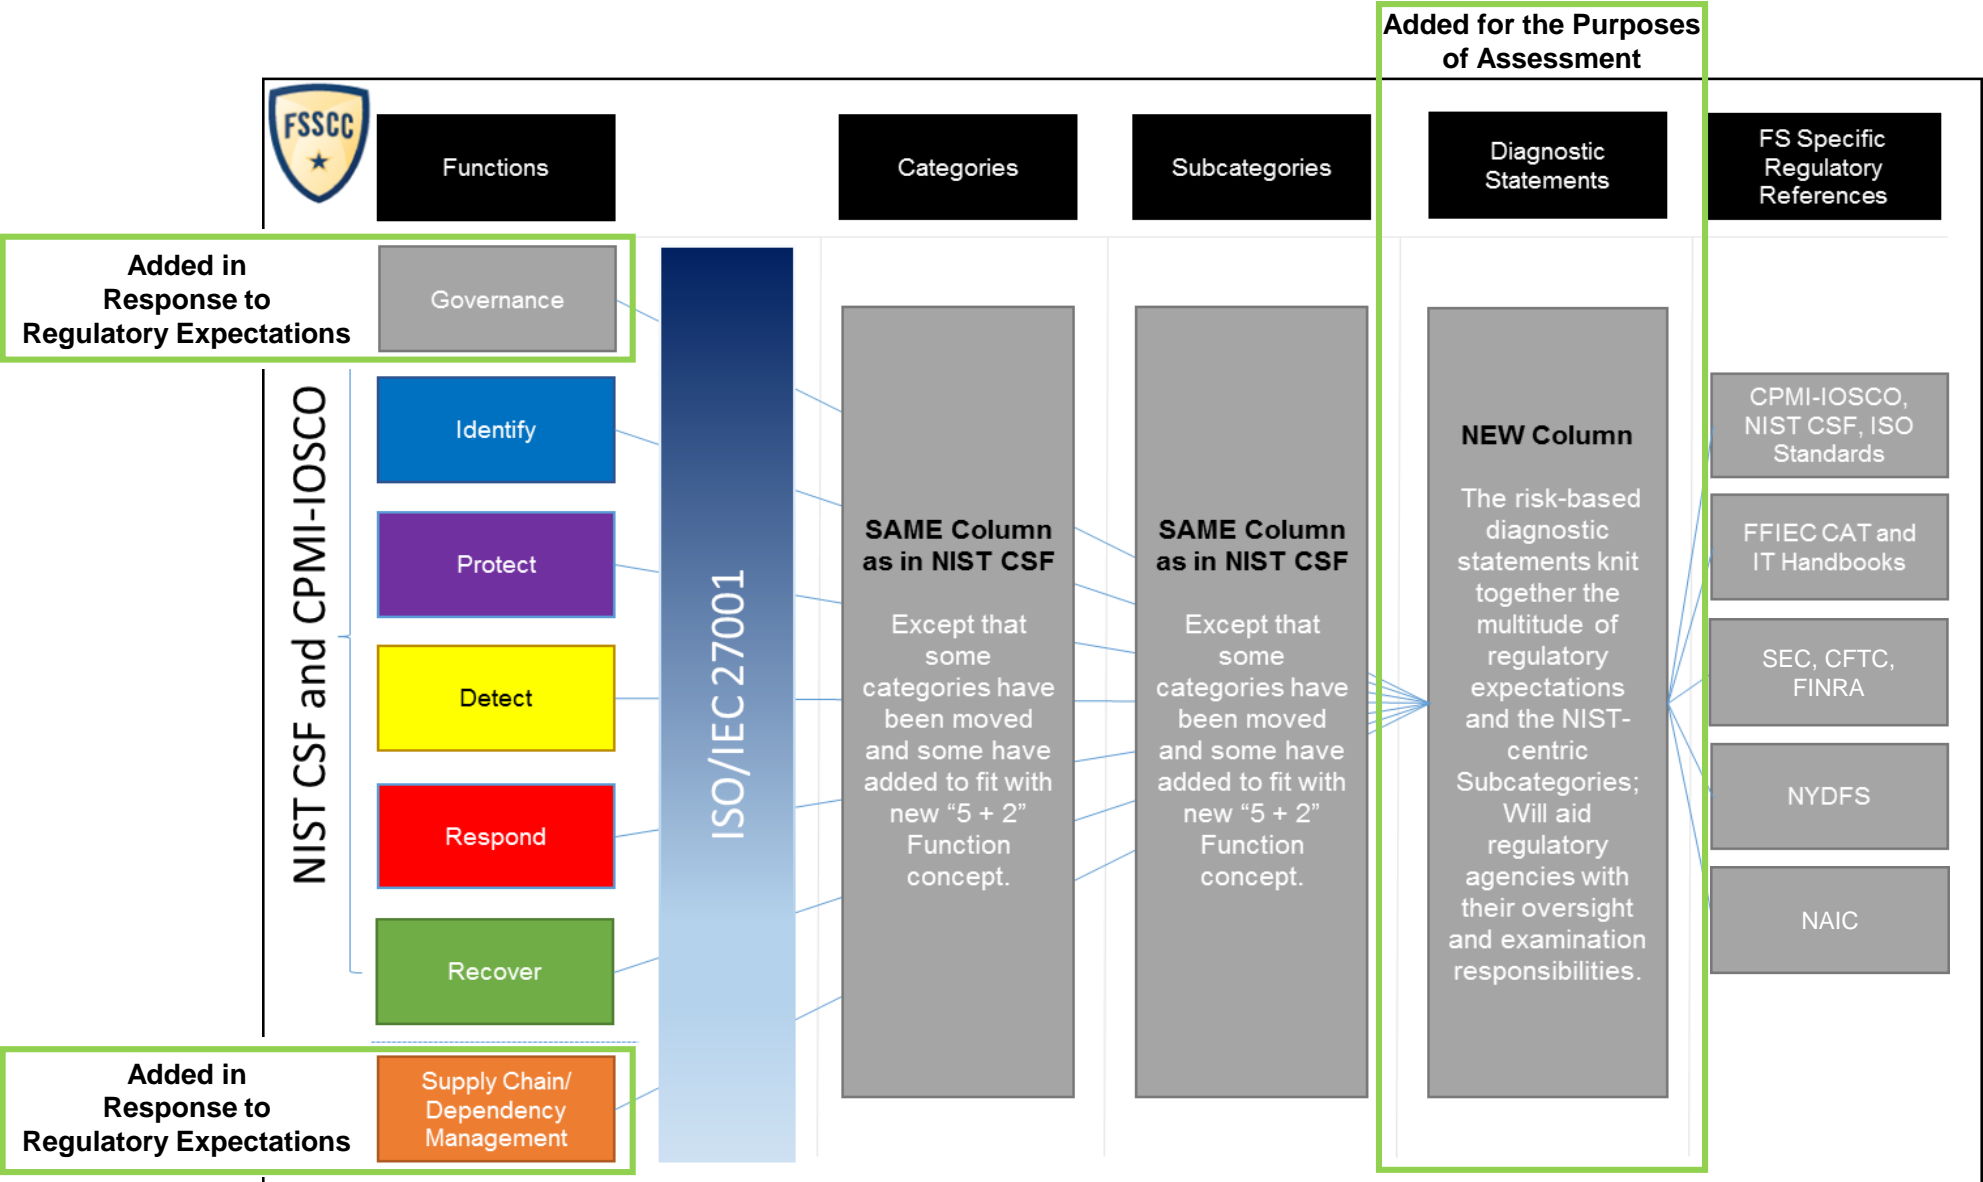 Added for the Purposes
of Assessment
FSSCC
Functions
Categories
Subcategories
Diagnostic
Statements
FS Specific
Regulatory
References
Added in
Response to
Regulatory Expectations
Governance
NIST CSF and CPMI-IOSCO
Identify
Protect
Detect
Respond
Recover
Added in
Response to
Regulatory Expectations
Supply Chain/
Dependency
Management
ISO/IEC 27001
SAME Column
as in NIST CSF
Except that
some
categories have
been moved
and some have
added to fit with
new “5 + 2”
Function
concept.
SAME Column
as in NIST CSF
Except that
some
categories have
been moved
and some have
added to fit with
new “5 + 2”
Function
concept.
NEW Column
The risk-based
diagnostic
statements knit
together the
multitude of
regulatory
expectations
and the NIST-
centric
Subcategories;
Will aid
regulatory
agencies with
their oversight
and examination
responsibilities.
CPMI-IOSCO,
NIST CSF, ISO
Standards
FFIEC CAT and
IT Handbooks
SEC, CFTC,
FINRA
NYDFS
NAIC